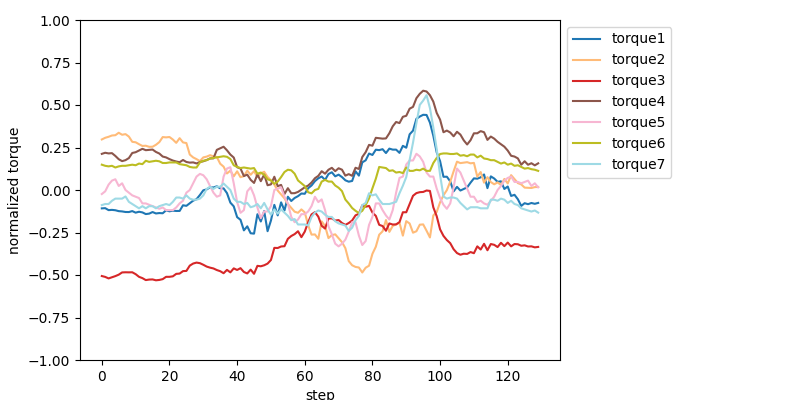 1.00
0.75
0.50
0.25
0.00
−0.25
−0.50
−0.75
−1.00
normalized torque
0 20 40 60 80 100 120
step
torque1
torque2
torque3
torque4
torque5
torque6
torque7